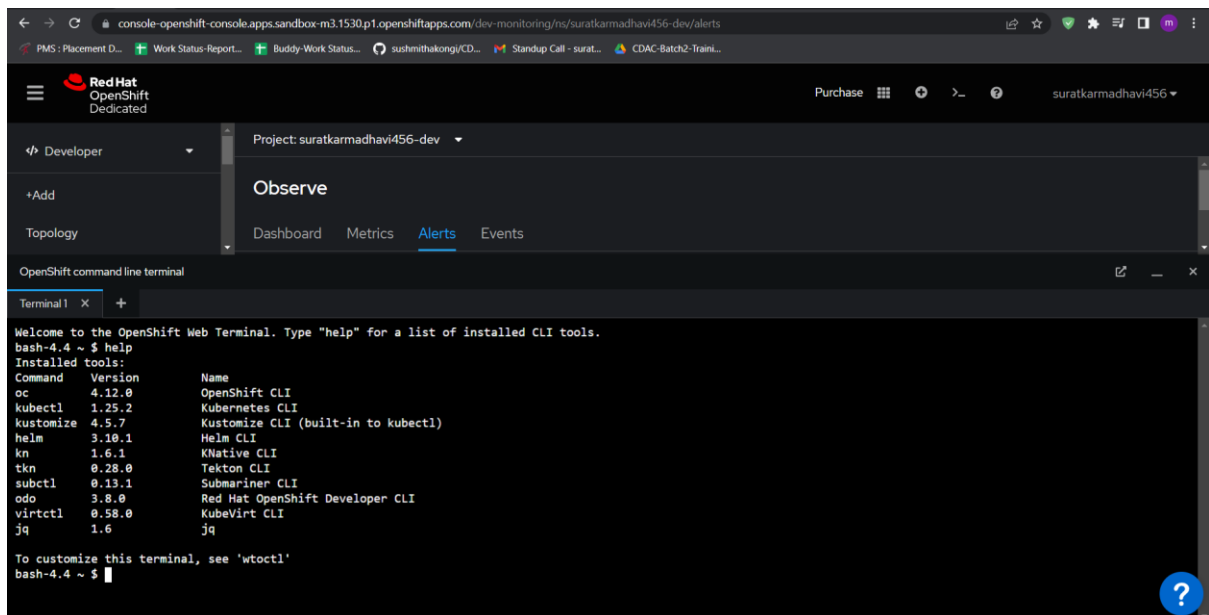 console-openshift-console.apps.sandbox-m3.1530.p1.openshiftapps.com/dev-monitoring/ns/suratkarmadhavi456-dev/alerts
m
PMS : Placement D... Work Status-Report... Buddy-Work Status... sushmithakongi/CD... Standup Call - surat... CDAC-Batch2-Traini...
Red Hat
OpenShift
Dedicated
Purchase >_ ? suratkarmadhavi456
</> Developer
Project: suratkarmadhavi456-dev
+Add
Observe
Topology
Dashboard Metrics Alerts Events
OpenShift command line terminal
Terminal 1 × +
Welcome to the OpenShift Web Terminal. Type "help" for a list of installed CLI tools.
bash-4.4 ~ $ help
Installed tools:
Command Version Name
oc 4.12.0 OpenShift CLI
kubectl 1.25.2 Kubernetes CLI
kustomize 4.5.7 Kustomize CLI (built-in to kubectl)
helm 3.10.1 Helm CLI
kn 1.6.1 KNative CLI
tkn 0.28.0 Tekton CLI
subctl 0.13.1 Submariner CLI
odo 3.8.0 Red Hat OpenShift Developer CLI
virtctl 0.58.0 KubeVirt CLI
jq 1.6 jq
To customize this terminal, see 'wtoctl'
bash-4.4 ~ $
?